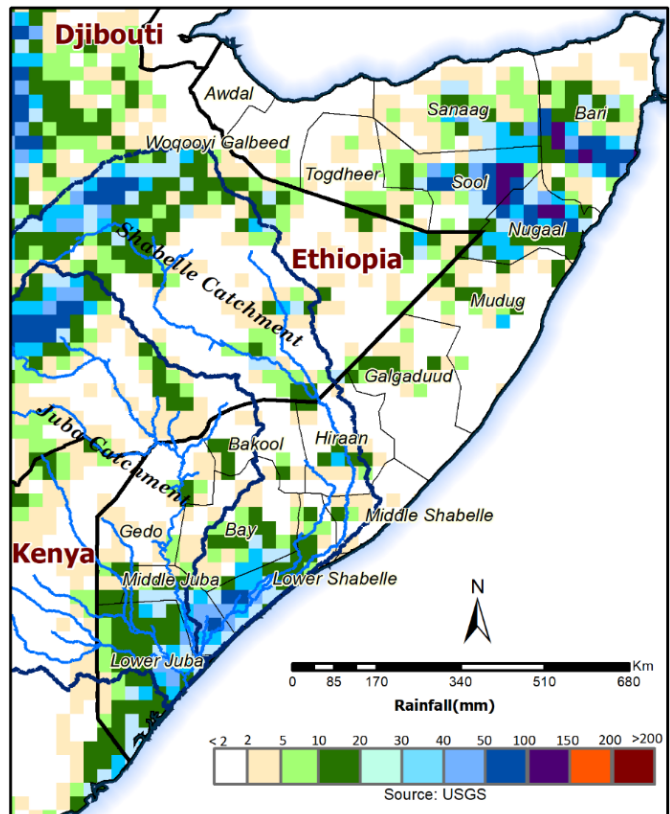 Djibouti
Awdal
Sanaag
Bari
Woqooyi Galbeed
Togdheer
Sool
Shabelle Catchment
Ethiopia
Nugaal
Mudug
Galgaduud
Juba Catchment
Bakool
Hiraan
Middle Shabelle
Gedo
Bay
Kenya
Middle Juba
Lower Shabelle
N
Lower Juba
Km
0 85 170 340 510 680
Rainfall(mm)
< 2 2 5 10 20 30 40 50 100 150 200 >200
Source: USGS